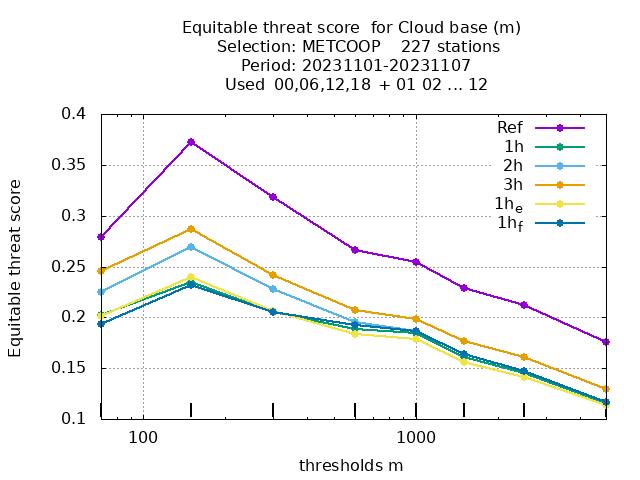 Equitable threat score  for Cloud base (m)
Selection: METCOOP    227 stations
Period: 20231101-20231107
Used  00,06,12,18  + 01 02 ... 12
Equitable threat score
0.4
0.35
0.3
0.25
0.2
0.15
0.1
100
1000
thresholds m
Ref
1h
2h
3h
1h_e
1h_f